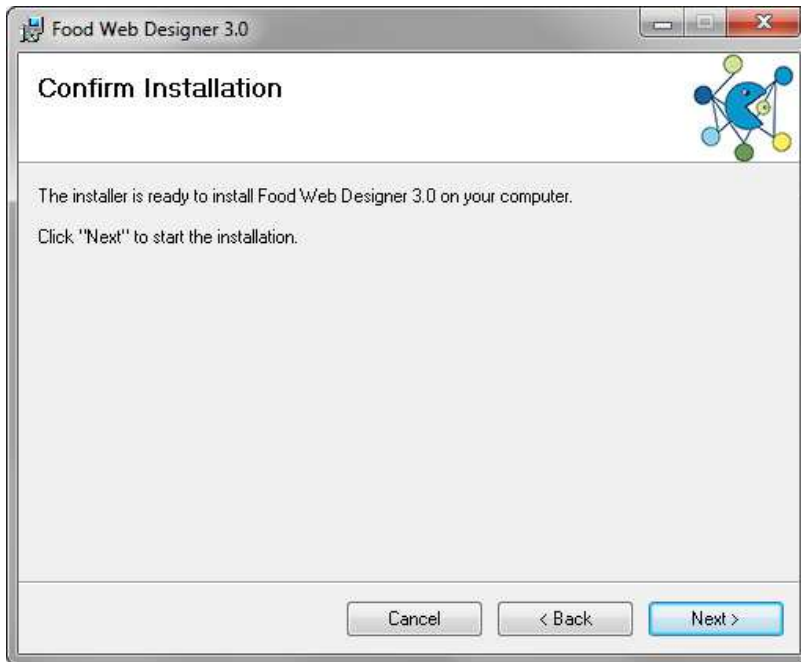 Food Web Designer 3.0
Confirm Installation
The installer is ready to install Food Web Designer 3.0 on your computer.
Click "Next" to start the installation.
Cancel
< Back
Next >